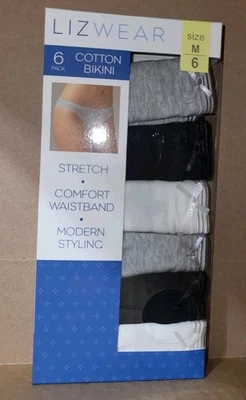 LIZWEAR
size
M
6
6
PACK
COTTON
BIKINI
STRETCH
•
COMFORT
WAISTBAND
•
MODERN
STYLING